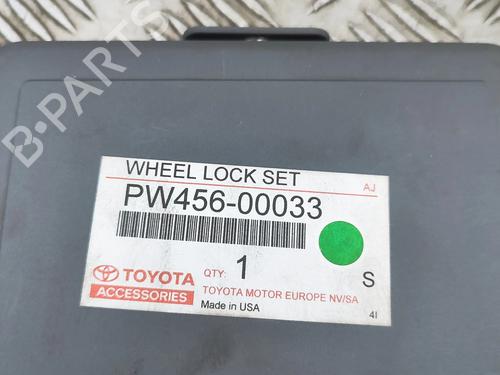 B-PARTS
WHEEL LOCK SET
AJ
PW456-00033
TOYOTA
ACCESSORIES
QTY: 1
S
TOYOTA MOTOR EUROPE NV/SA
Made in USA
4I